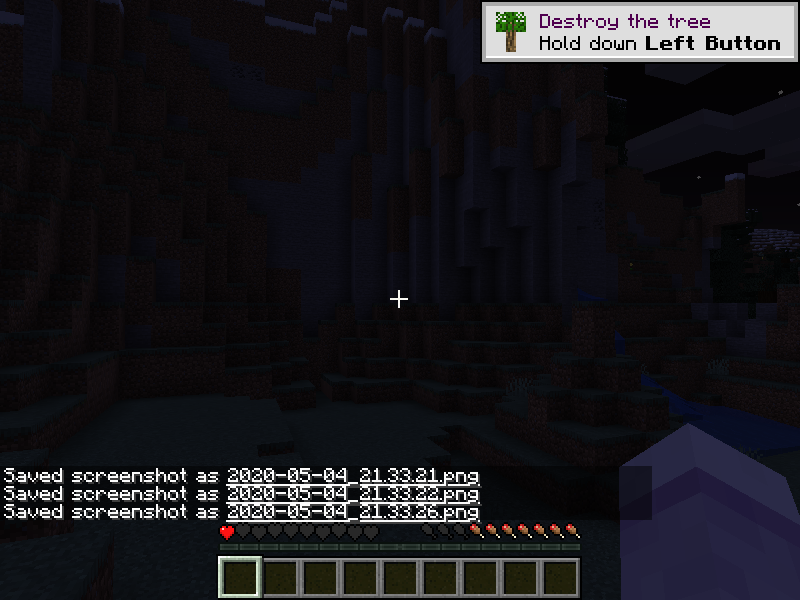 Destroy the tree
Hold down Left Button
Saved screenshot as 2020-05-04_21.33.21.png
Saved screenshot as 2020-05-04_21.33.22.png
Saved screenshot as 2020-05-04_21.33.26.png